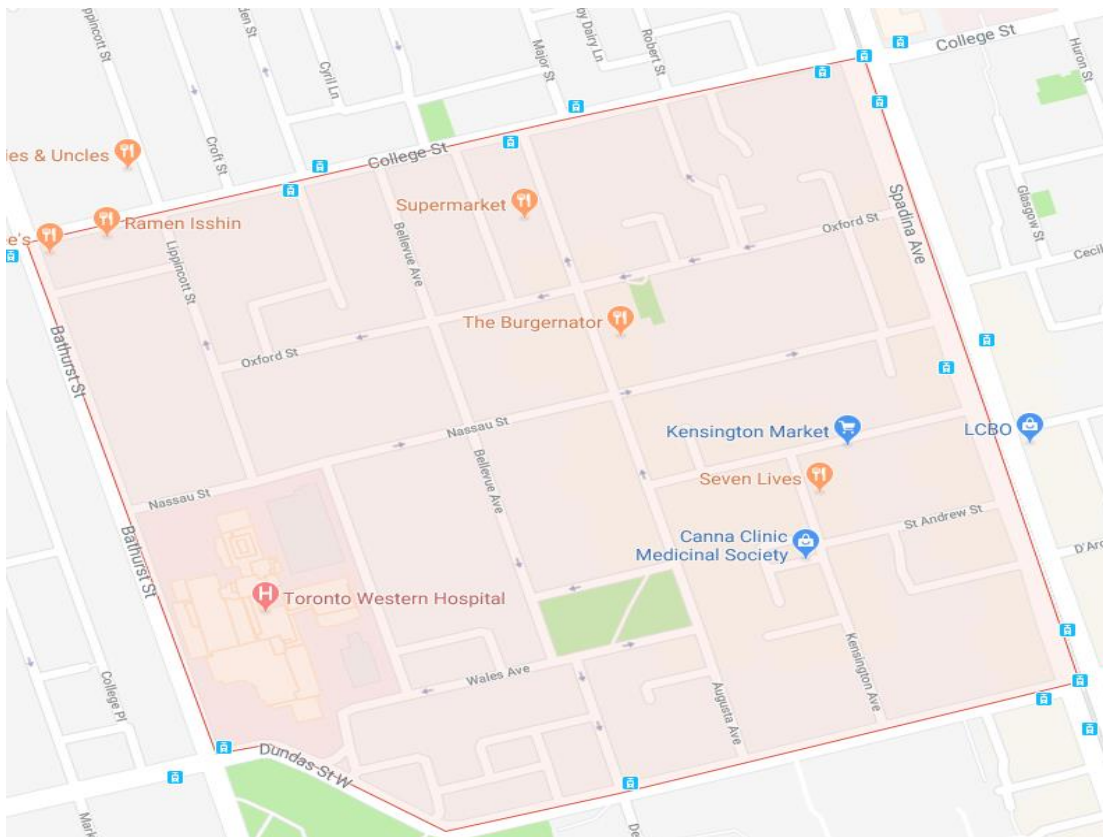 Lippincott St
Croft St
Cyril Ln
Major St
Robert St
College St
Huron St
Glasgow St
les & Uncles
College St
Supermarket
Ramen Isshin
e's
Lippincott St
Bellevue Ave
Oxford St
Spadina Ave
The Burgernator
Oxford St
Bathurst St
Nassau St
Kensington Market
LCBO
Seven Lives
Bellevue Ave
Nassau St
St Andrew St
Canna Clinic
Medicinal Society
Bathurst St
Toronto Western Hospital
Wales Ave
Kensington Ave
Augusta Ave
College Pl
Dundas St W